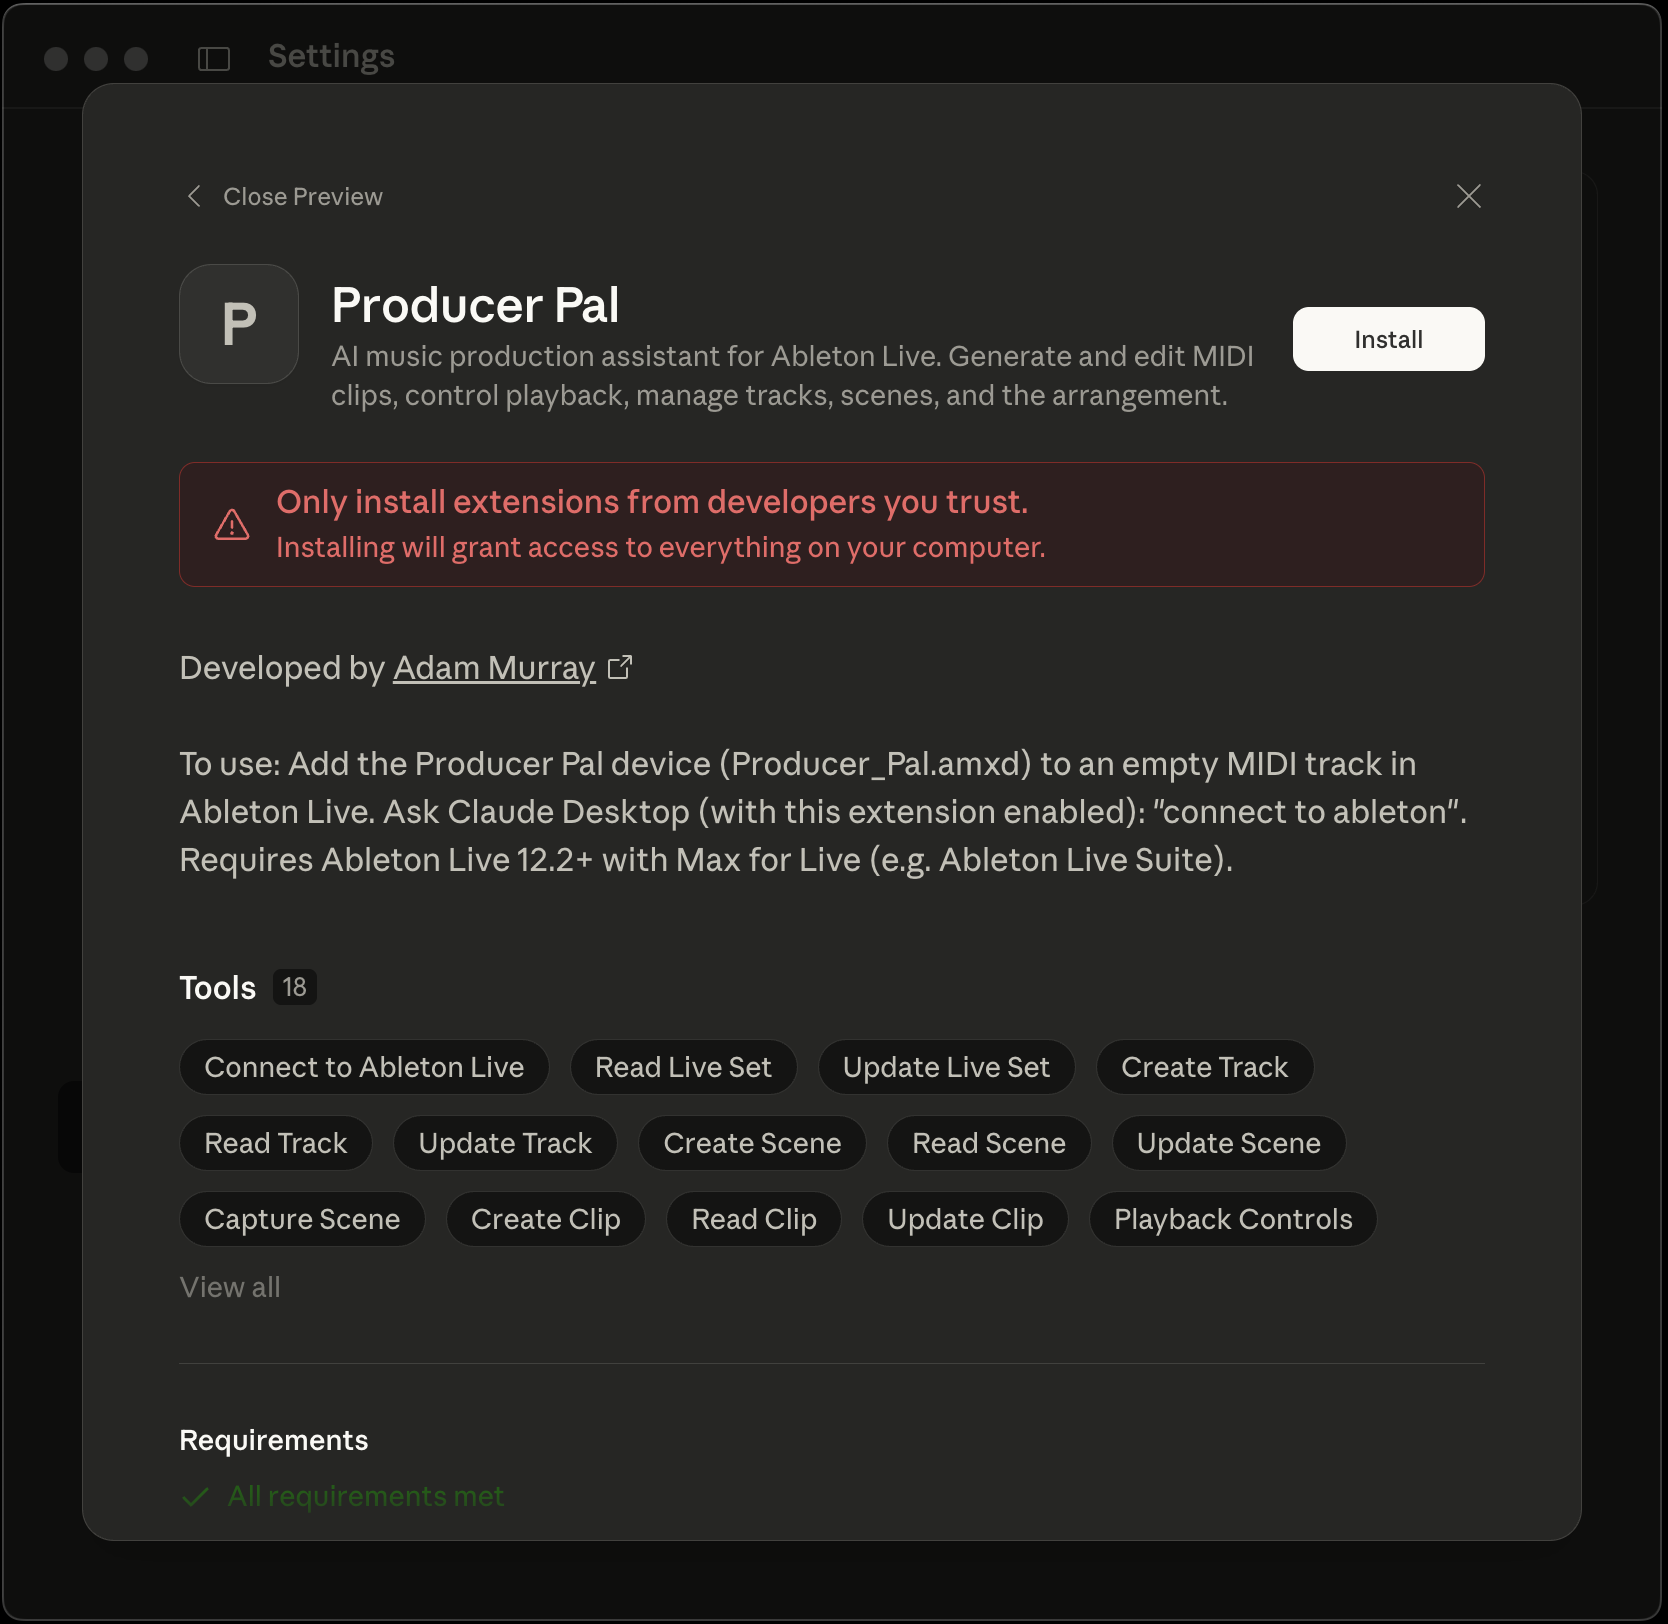 Settings
Close Preview
P
Producer Pal
AI music production assistant for Ableton Live. Generate and edit MIDI
clips, control playback, manage tracks, scenes, and the arrangement.
Install
Only install extensions from developers you trust.
Installing will grant access to everything on your computer.
Developed by Adam Murray
To use: Add the Producer Pal device (Producer_Pal.amxd) to an empty MIDI track in
Ableton Live. Ask Claude Desktop (with this extension enabled): "connect to ableton".
Requires Ableton Live 12.2+ with Max for Live (e.g. Ableton Live Suite).
Tools 18
Connect to Ableton Live Read Live Set Update Live Set Create Track
Read Track Update Track Create Scene Read Scene Update Scene
Capture Scene Create Clip Read Clip Update Clip Playback Controls
View all
Requirements
All requirements met